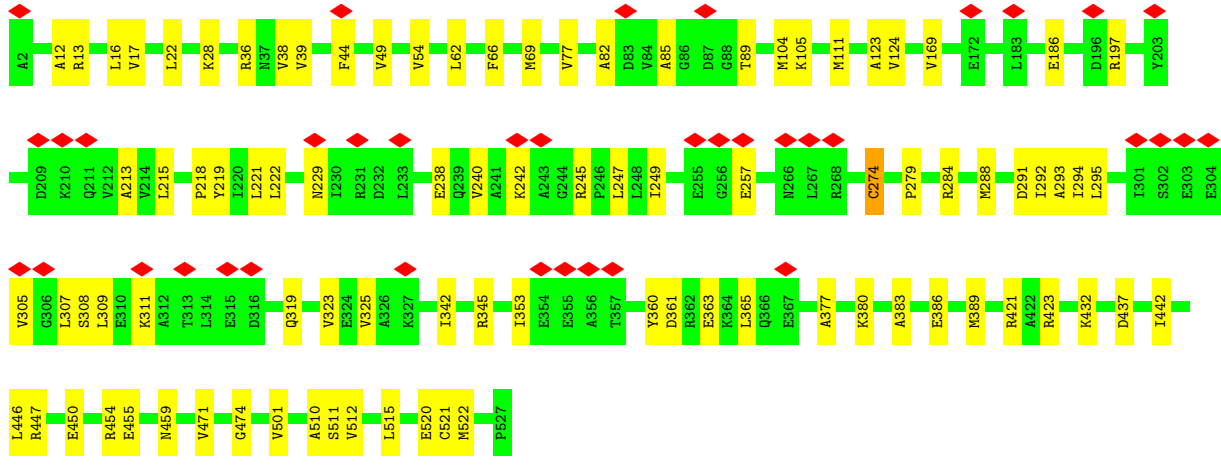 A2 A12 R13 L16 V17 L22 K28 R36 N37 V38 V39 F44 V49 V54 L62 F66 M69 V77 A82 D83 V84 A85 G86 D87 G88 T89 M104 K105 M111 A123 V124 V169 E172 L183 E186 D196 R197 Y203
D209 K210 Q211 V212 A213 V214 L215 P218 Y219 I220 L221 L222 N229 I230 R231 D232 L233 E238 Q239 V240 A241 K242 A243 G244 R245 P246 L247 L248 I249 E255 G256 E257 N266 L267 R268 C274 P279 R284 M288 D291 I292 A293 I294 L295 I301 S302 E303 E304
V305 G306 L307 S308 L309 E310 K311 A312 T313 L314 E315 D316 Q319 V323 E324 V325 A326 K327 I342 R345 I353 E354 E355 A356 T357 Y360 D361 R362 E363 K364 L365 Q366 E367 A377 K380 A383 E386 M389 R421 A422 R423 K432 D437 I442
L446 R447 E450 R454 E455 N459 V471 G474 V501 A510 S511 V512 L515 E520 C521 M522 P527